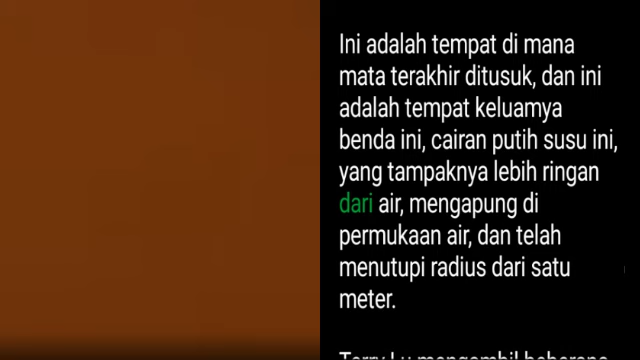 Ini adalah tempat di mana
mata terakhir ditusuk, dan ini
adalah tempat keluarnya
benda ini, cairan putih susu ini,
yang tampaknya lebih ringan
dari air, mengapung di
permukaan air, dan telah
menutupi radius dari satu
meter.
Terry Lu mengambil beberapa